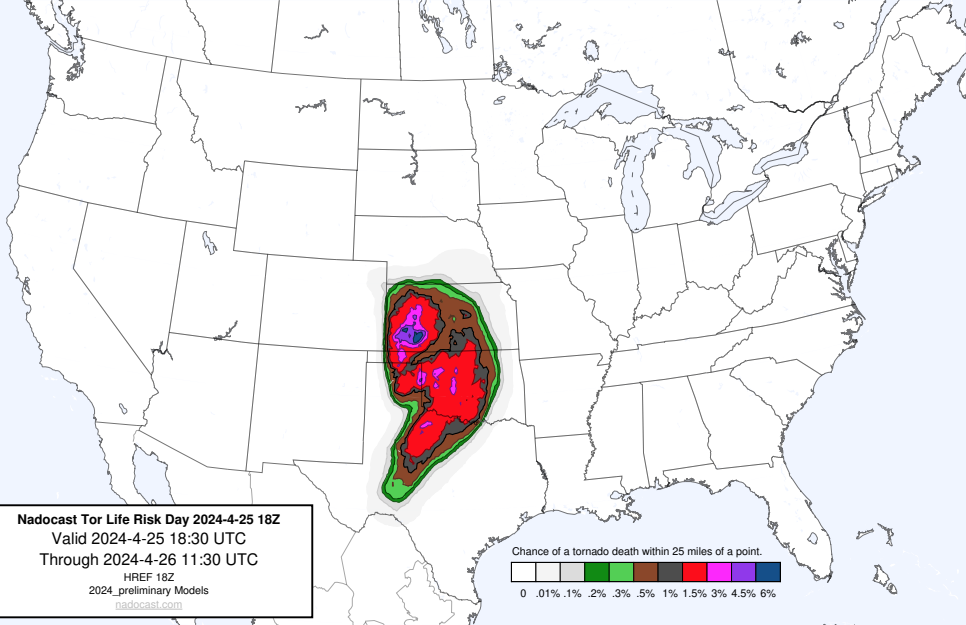 Nadocast Tor Life Risk Day 2024-4-25 18Z
Valid 2024-4-25 18:30 UTC
Through 2024-4-26 11:30 UTC
HREF 18Z
2024_preliminary Models
nadocast.com
Chance of a tornado death within 25 miles of a point.
0 .01% .1% .2% .3% .5% 1% 1.5% 3% 4.5% 6%